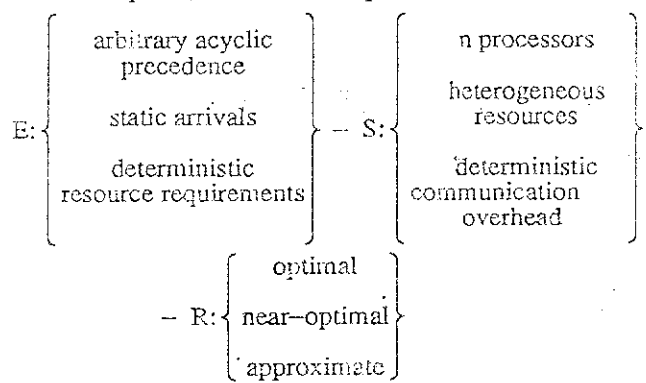 E: { arbitrary acyclic precedence
static arrivals
deterministic resource requirements } – S: { n processors
heterogeneous resources
deterministic communication overhead }
– R: { optimal
near–optimal
approximate }